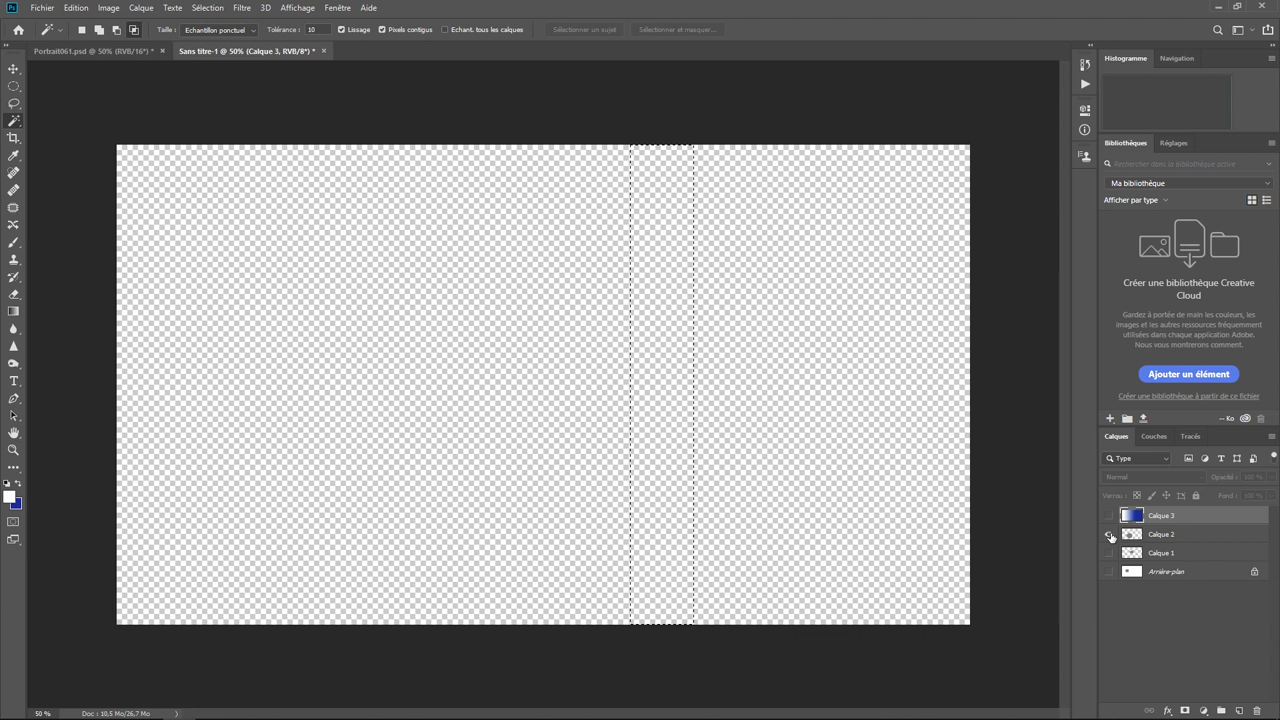 Ps Fichier Edition Image Calque Texte Sélection Filtre 3D Affichage Fenêtre Aide
Taille : Echantillon ponctuel Tolérance : 10 Lissage Pixels contigus Echant. tous les calques Sélectionner un sujet Sélectionner et masquer...
Portrait061.psd @ 50% (RVB/16*) * Sans titre-1 @ 50% (Calque 3, RVB/8*) *
Histogramme Navigation
Bibliothèques Réglages
Rechercher dans la bibliothèque active
Ma bibliothèque
Afficher par type
Créer une bibliothèque Creative
Cloud
Gardez à portée de main les couleurs, les
images et les autres ressources fréquemment
utilisées dans chaque application Adobe.
Nous vous montrerons comment.
Ajouter un élément
Créer une bibliothèque à partir de ce fichier
-- Ko
Calques Couches Tracés
Type
Normal Opacité : 100 %
Verrou : Fond : 100 %
Calque 3
Calque 2
Calque 1
Arrière-plan
50 % Doc : 10,5 Mo/26,7 Mo